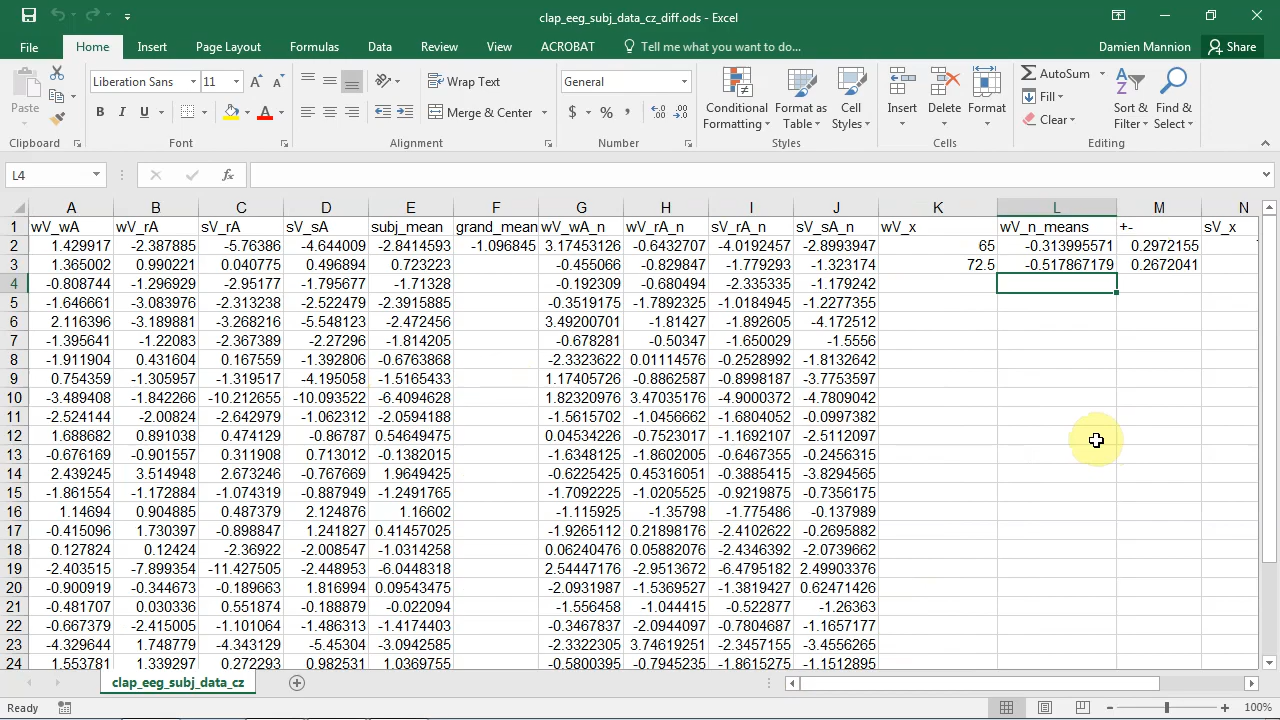 clap_eeg_subj_data_cz_diff.ods - Excel
File Home Insert Page Layout Formulas Data Review View ACROBAT Tell me what you want to do... Damien Mannion Share
Paste
Clipboard
Liberation Sans 11
B I U A
Font
Wrap Text
Merge & Center
Alignment
General
$ % ,
Number
Conditional Formatting
Format as Table
Cell Styles
Styles
Insert Delete Format
Cells
AutoSum
Fill
Clear
Sort & Filter
Find & Select
Editing
L4 fx
A B C D E F G H I J K L M N
1 wV_wA wV_rA sV_rA sV_sA subj_mean grand_mean wV_wA_n wV_rA_n sV_rA_n sV_sA_n wV_x wV_n_means +- sV_x
2 1.429917 -2.387885 -5.76386 -4.644009 -2.8414593 -1.096845 3.17453126 -0.6432707 -4.0192457 -2.8993947 65 -0.313995571 0.2972155
3 1.365002 0.990221 0.040775 0.496894 0.723223 -0.455066 -0.829847 -1.779293 -1.323174 72.5 -0.517867179 0.2672041
4 -0.808744 -1.296929 -2.95177 -1.795677 -1.71328 -0.192309 -0.680494 -2.335335 -1.179242
5 -1.646661 -3.083976 -2.313238 -2.522479 -2.3915885 -0.3519175 -1.7892325 -1.0184945 -1.2277355
6 2.116396 -3.189881 -3.268216 -5.548123 -2.472456 3.49200701 -1.81427 -1.892605 -4.172512
7 -1.395641 -1.22083 -2.367389 -2.27296 -1.814205 -0.678281 -0.50347 -1.650029 -1.5556
8 -1.911904 0.431604 0.167559 -1.392806 -0.6763868 -2.3323622 0.01114576 -0.2528992 -1.8132642
9 0.754359 -1.305957 -1.319517 -4.195058 -1.5165433 1.17405726 -0.8862587 -0.8998187 -3.7753597
10 -3.489408 -1.842266 -10.212655 -10.093522 -6.4094628 1.82320976 3.47035176 -4.9000372 -4.7809042
11 -2.524144 -2.00824 -2.642979 -1.062312 -2.0594188 -1.5615702 -1.0456662 -1.6804052 -0.0997382
12 1.688682 0.891038 0.474129 -0.86787 0.54649475 0.04534226 -0.7523017 -1.1692107 -2.5112097
13 -0.676169 -0.901557 0.311908 0.713012 -0.1382015 -1.6348125 -1.8602005 -0.6467355 -0.2456315
14 2.439245 3.514948 2.673246 -0.767669 1.9649425 -0.6225425 0.45316051 -0.3885415 -3.8294565
15 -1.861554 -1.172884 -1.074319 -0.887949 -1.2491765 -1.7092225 -1.0205525 -0.9219875 -0.7356175
16 1.14694 0.904885 0.487379 2.124876 1.16602 -1.115925 -1.35798 -1.775486 -0.137989
17 -0.415096 1.730397 -0.898847 1.241827 0.41457025 -1.9265112 0.21898176 -2.4102622 -0.2695882
18 0.127824 0.12424 -2.36922 -2.008547 -1.0314258 0.06240476 0.05882076 -2.4346392 -2.0739662
19 -2.403515 -7.899354 -11.427505 -2.448953 -6.0448318 2.54447176 -2.9513672 -6.4795182 2.49903376
20 -0.900919 -0.344673 -0.189663 1.816994 0.09543475 -2.0931987 -1.5369527 -1.3819427 0.62471426
21 -0.481707 0.030336 0.551874 -0.188879 -0.022094 -1.556458 -1.044415 -0.522877 -1.26363
22 -0.667379 -2.415005 -1.101064 -1.486313 -1.4174403 -0.3467837 -2.0944097 -0.7804687 -1.1657177
23 -4.329644 1.748779 -4.343129 -5.45304 -3.0942585 -2.3322305 3.74619251 -2.3457155 -3.4556265
24 1.553781 1.339297 0.272293 0.982531 1.0369755 -0.5800395 -0.7945235 -1.8615275 -1.1512895
clap_eeg_subj_data_cz
Ready 100%